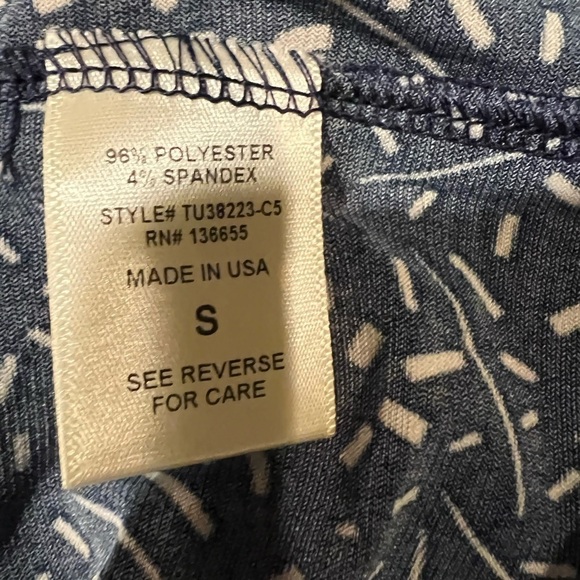 96% POLYESTER
4% SPANDEX
STYLE# TU38223-C5
RN# 136655
MADE IN USA
S
SEE REVERSE
FOR CARE